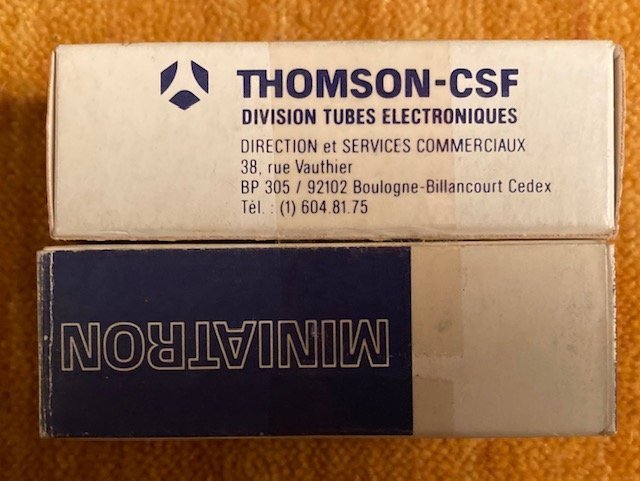 THOMSON-CSF
DIVISION TUBES ELECTRONIQUES
DIRECTION et SERVICES COMMERCIAUX
38, rue Vauthier
BP 305 / 92102 Boulogne-Billancourt Cedex
Tél. : (1) 604.81.75
MINIATRON